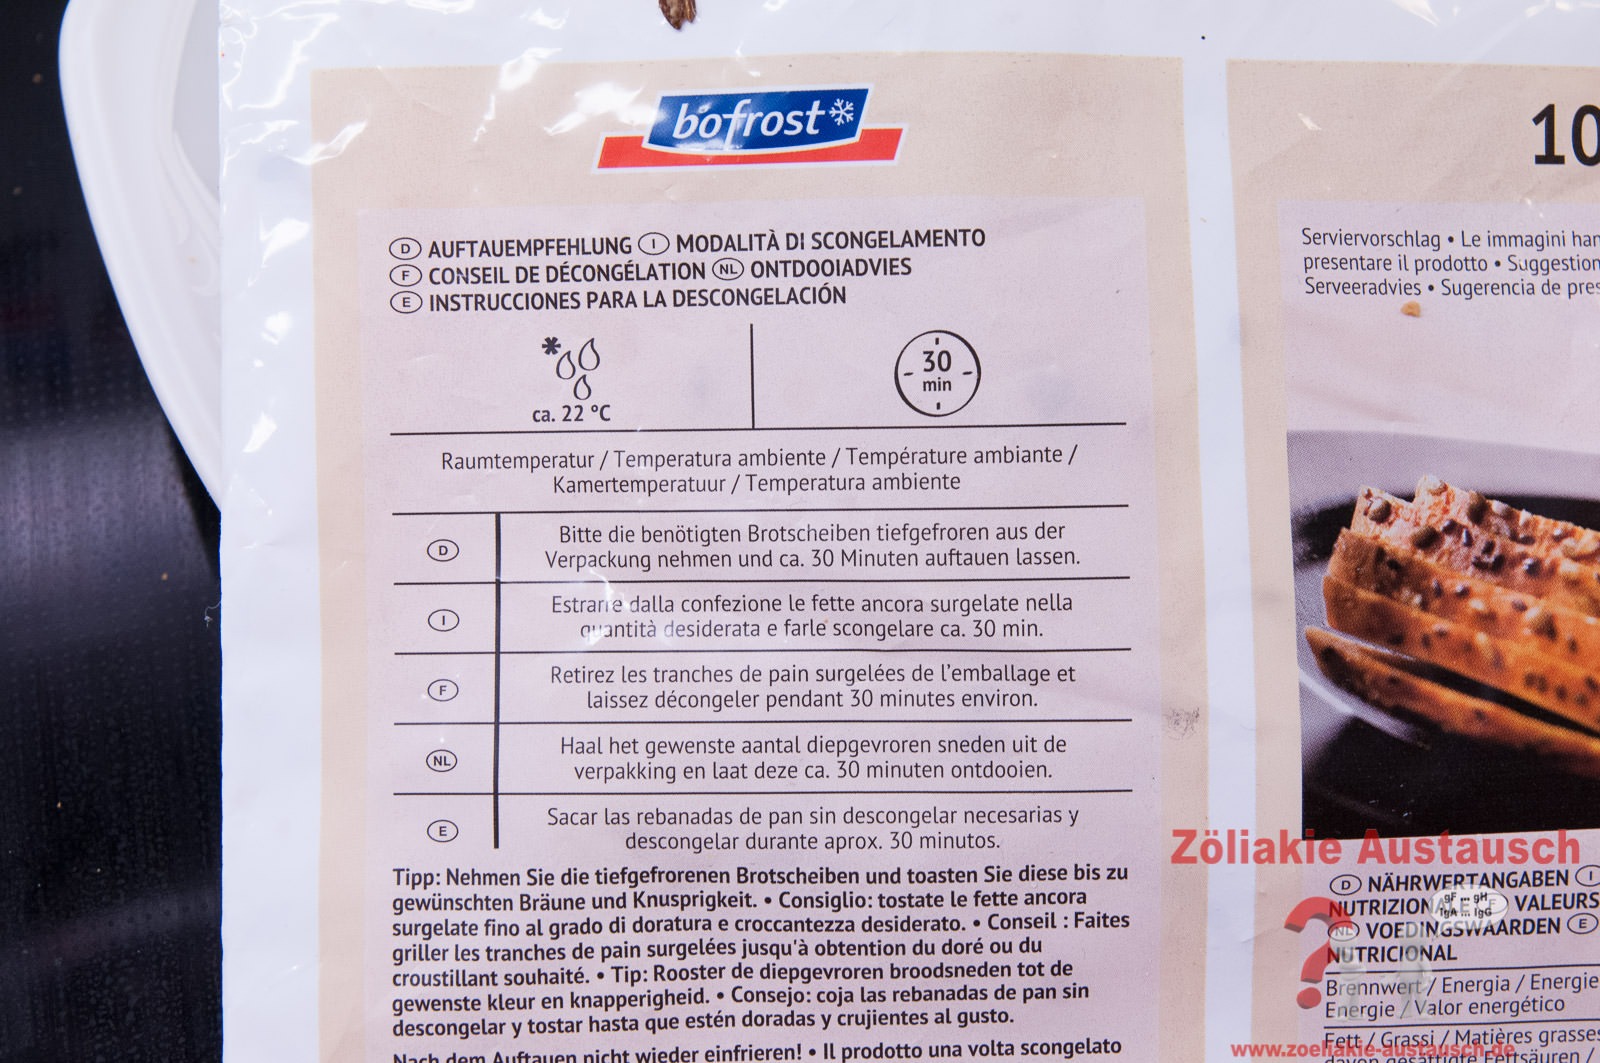 bofrost
D AUFTAUEMPFEHLUNG I MODALITÀ DI SCONGELAMENTO
F CONSEIL DE DÉCONGÉLATION NL ONTDOOIADVIES
E INSTRUCCIONES PARA LA DESCONGELACIÓN
ca. 22 °C
30
min
Raumtemperatur / Temperatura ambiente / Température ambiante /
Kamertemperatuur / Temperatura ambiente
D
Bitte die benötigten Brotscheiben tiefgefroren aus der
Verpackung nehmen und ca. 30 Minuten auftauen lassen.
I
Estrarre dalla confezione le fette ancora surgelate nella
quantità desiderata e farle scongelare ca. 30 min.
F
Retirez les tranches de pain surgelées de l'emballage et
laissez décongeler pendant 30 minutes environ.
NL
Haal het gewenste aantal diepgevroren sneden uit de
verpakking en laat deze ca. 30 minuten ontdooien.
E
Sacar las rebanadas de pan sin descongelar necesarias y
descongelar durante aprox. 30 minutos.
Tipp: Nehmen Sie die tiefgefrorenen Brotscheiben und toasten Sie diese bis zu
gewünschten Bräune und Knusprigkeit. • Consiglio: tostate le fette ancora
surgelate fino al grado di doratura e croccantezza desiderato. • Conseil : Faites
griller les tranches de pain surgelées jusqu'à obtention du doré ou du
croustillant souhaité. • Tip: Rooster de diepgevroren broodsneden tot de
gewenste kleur en knapperigheid. • Consejo: coja las rebanadas de pan sin
descongelar y tostar hasta que estén doradas y crujientes al gusto.
Nach dem Auftauen nicht wieder einfrieren! • Il prodotto una volta scongelato
10
Serviervorschlag • Le immagini
presentare il prodotto • Suggestion
Serveeradvies • Sugerencia de
Zöliakie Austausch
D NÄHRWERTANGABEN I
VALEURS
NL VOEDINGSWAARDEN E
NUTRICIONAL
Brennwert / Energia / Energie
Energie / Valor energético
Fett / Grassi / Matières grasses
davon gesättigte Fettsäuren /
gE ... gH
IgA ... IgG
?
www.zoeliakie-austausch.de